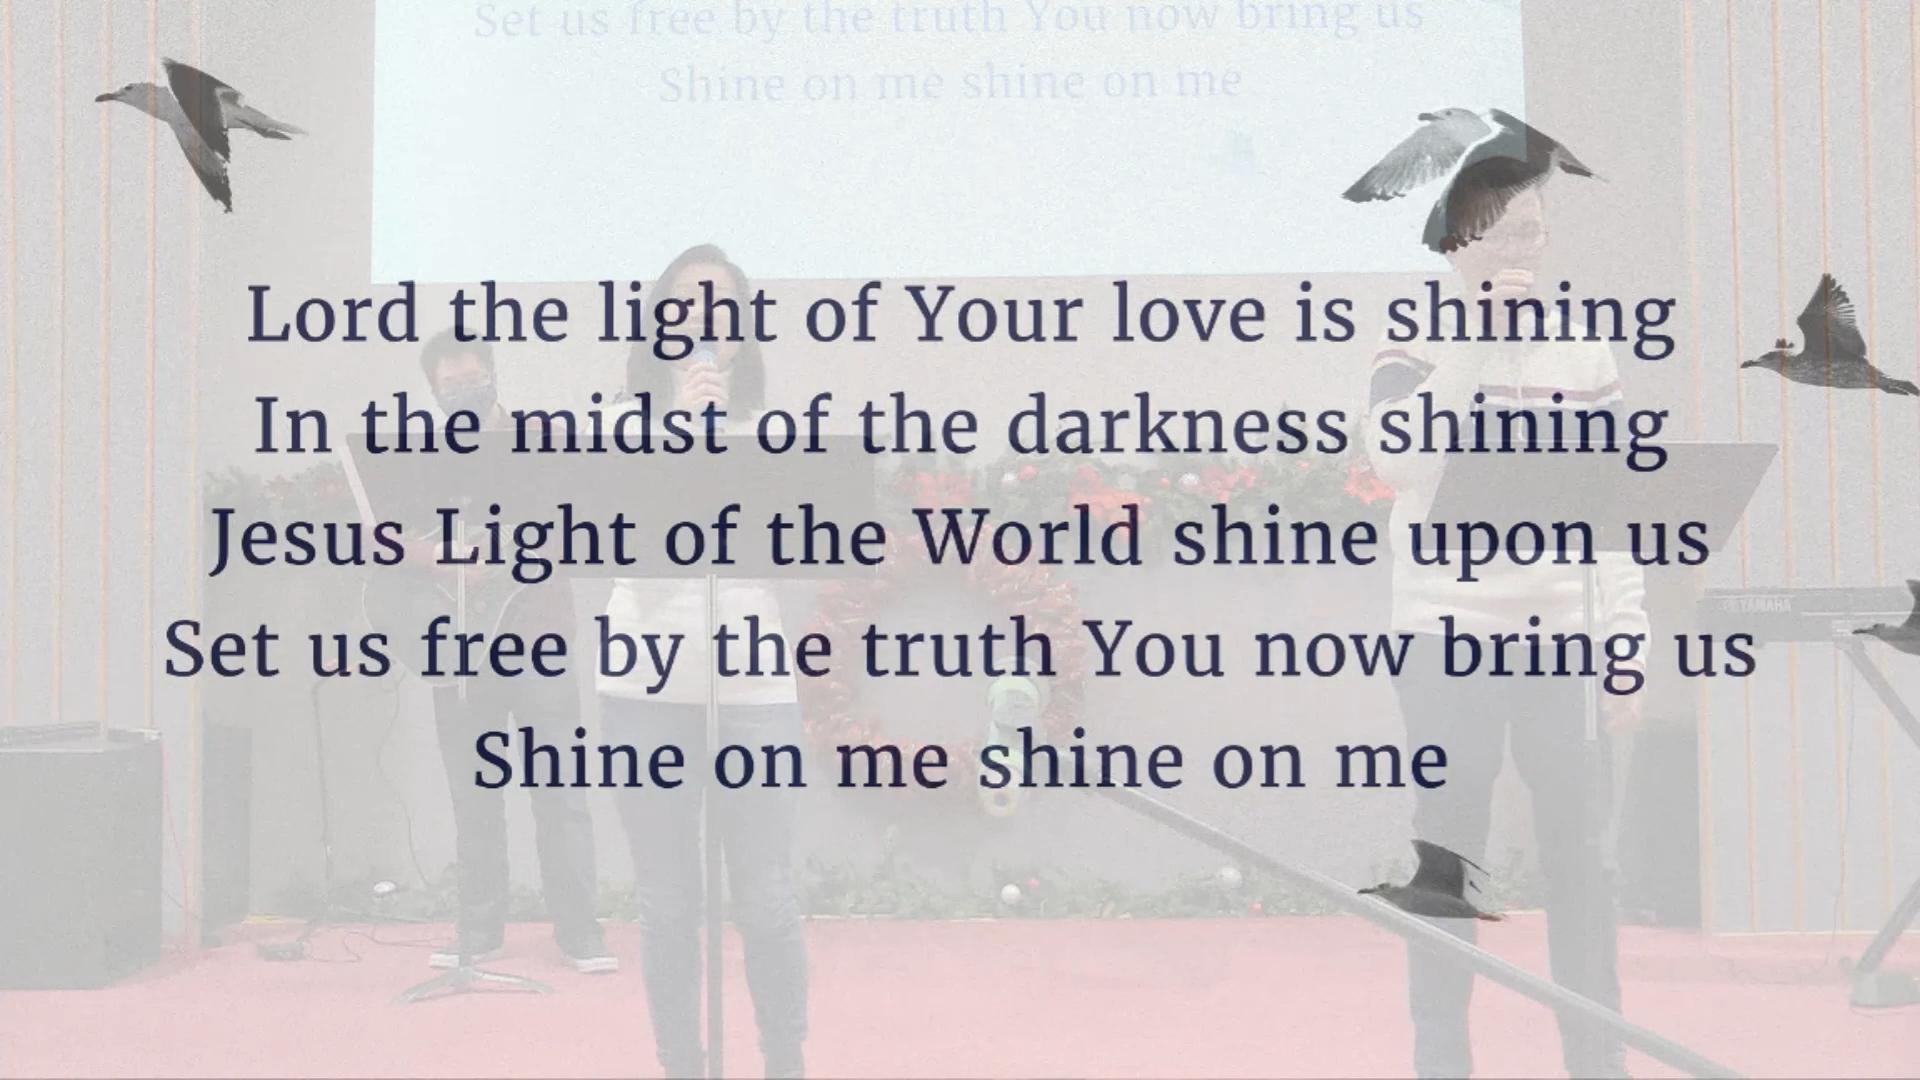 Set us free by the truth You now bring us
Shine on me shine on me
Lord the light of Your love is shining
In the midst of the darkness shining
Jesus Light of the World shine upon us
Set us free by the truth You now bring us
Shine on me shine on me
YAMAHA